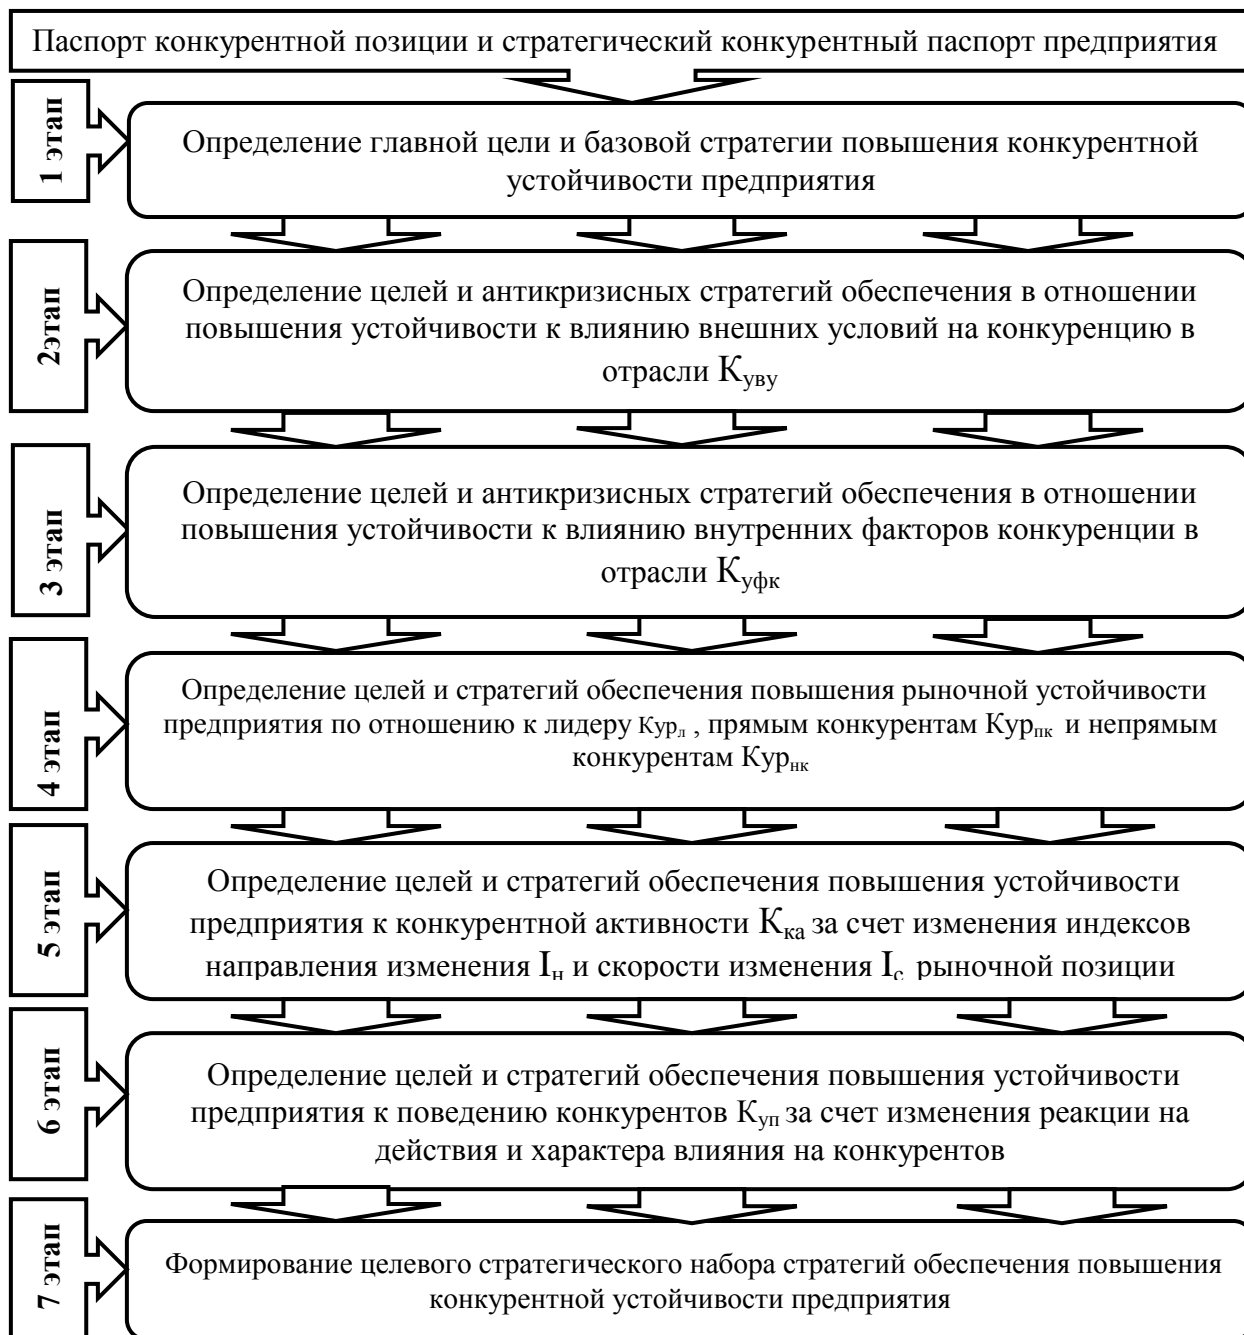 Паспорт конкурентной позиции и стратегический конкурентный паспорт предприятия
1 этап
Определение главной цели и базовой стратегии повышения конкурентной
устойчивости предприятия
2этап
Определение целей и антикризисных стратегий обеспечения в отношении
повышения устойчивости к влиянию внешних условий на конкуренцию в
отрасли Kуву
3 этап
Определение целей и антикризисных стратегий обеспечения в отношении
повышения устойчивости к влиянию внутренних факторов конкуренции в
отрасли Kуфк
4 этап
Определение целей и стратегий обеспечения повышения рыночной устойчивости
предприятия по отношению к лидеру Курл , прямым конкурентам Курпк и непрямым
конкурентам Курнк
5 этап
Определение целей и стратегий обеспечения повышения устойчивости
предприятия к конкурентной активности Kка за счет изменения индексов
направления изменения Iн и скорости изменения Iс рыночной позиции
6 этап
Определение целей и стратегий обеспечения повышения устойчивости
предприятия к поведению конкурентов Kуп за счет изменения реакции на
действия и характера влияния на конкурентов
7 этап
Формирование целевого стратегического набора стратегий обеспечения повышения
конкурентной устойчивости предприятия